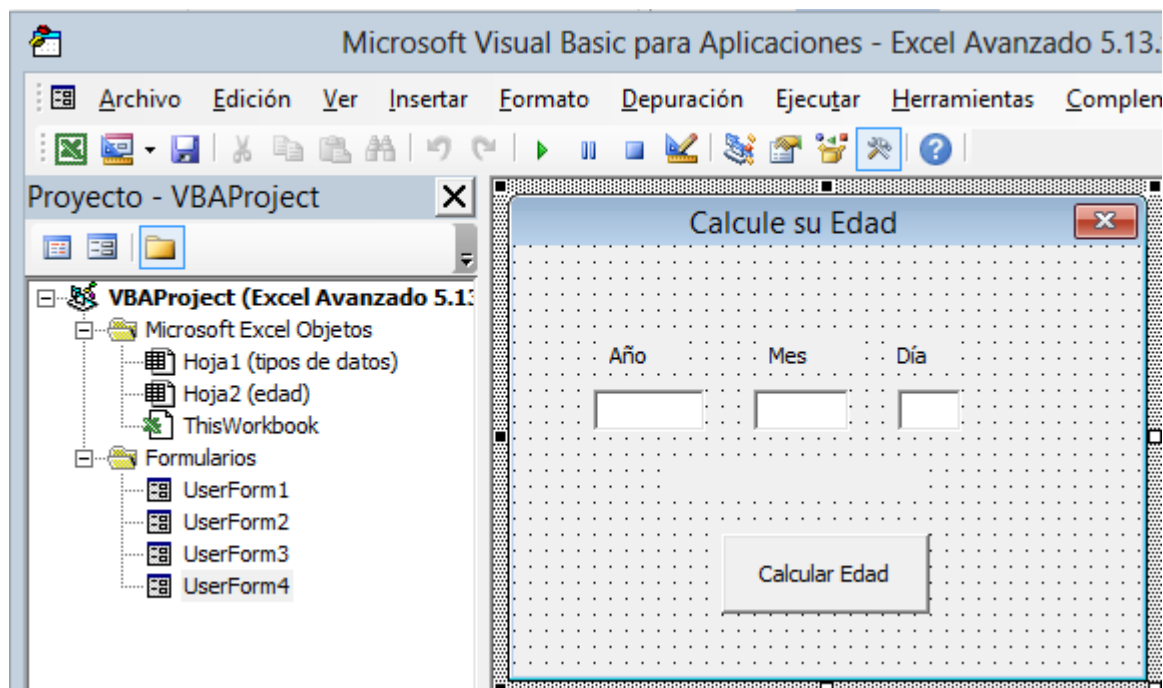 Microsoft Visual Basic para Aplicaciones - Excel Avanzado 5.13.
Archivo Edición Ver Insertar Formato Depuración Ejecutar Herramientas Complem
Proyecto - VBAProject
Calcule su Edad
VBAProject (Excel Avanzado 5.13
Microsoft Excel Objetos
Hoja1 (tipos de datos)
Hoja2 (edad)
ThisWorkbook
Formularios
UserForm1
UserForm2
UserForm3
UserForm4
Año Mes Día
Calcular Edad